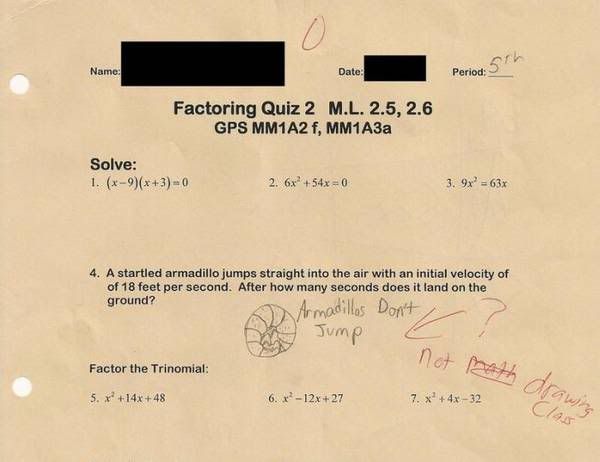 0
Name: Date: Period: 5th
Factoring Quiz 2 M.L. 2.5, 2.6
GPS MM1A2 f, MM1A3a
Solve:
1. (x−9)(x+3)=0 2. 6x²+54x=0 3. 9x²=63x
4. A startled armadillo jumps straight into the air with an initial velocity of
of 18 feet per second. After how many seconds does it land on the
ground?
Armadillos Don't
Jump
?
not math drawing
Class
Factor the Trinomial:
5. x²+14x+48 6. x²−12x+27 7. x²+4x−32